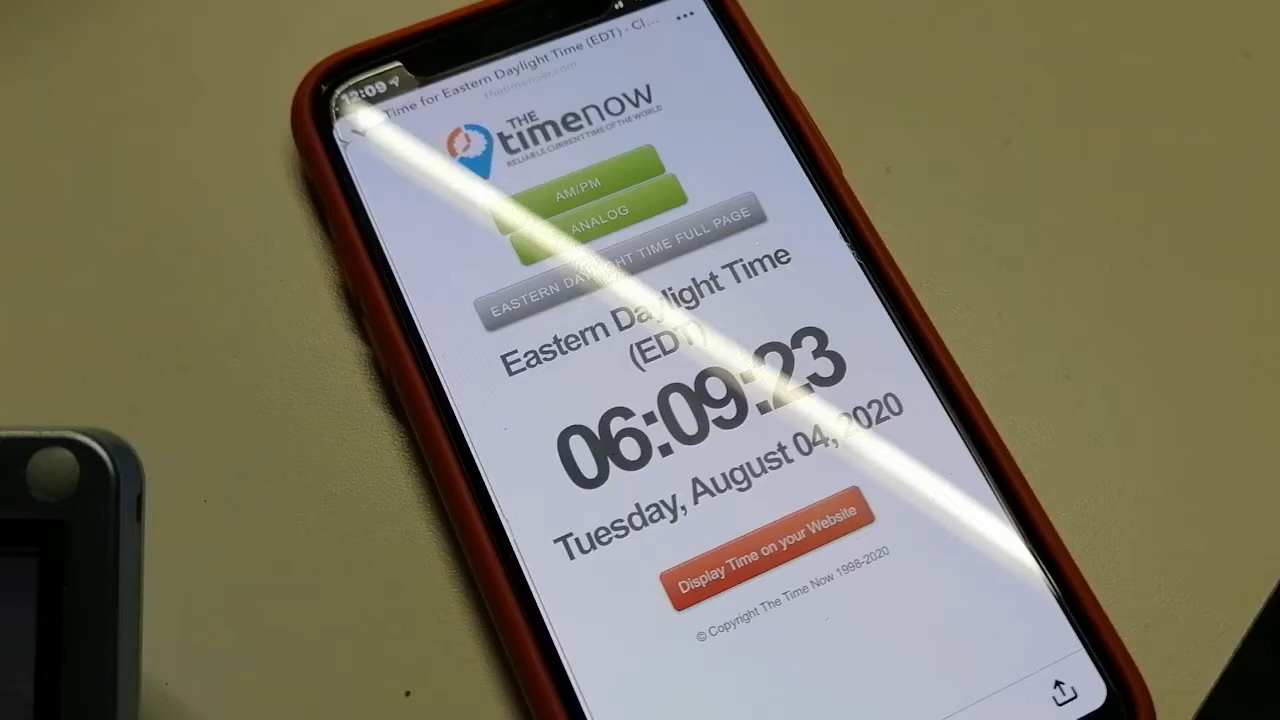 Time for Eastern Daylight Time (EDT) - Cl...
thetimenow.com
THE
timenow
RELIABLE CURRENT TIME OF THE WORLD
AM/PM
ANALOG
EASTERN DAYLIGHT TIME FULL PAGE
Eastern Daylight Time
(EDT)
06:09:23
Tuesday, August 04, 2020
Display Time on your Website
© Copyright The Time Now 1998-2020